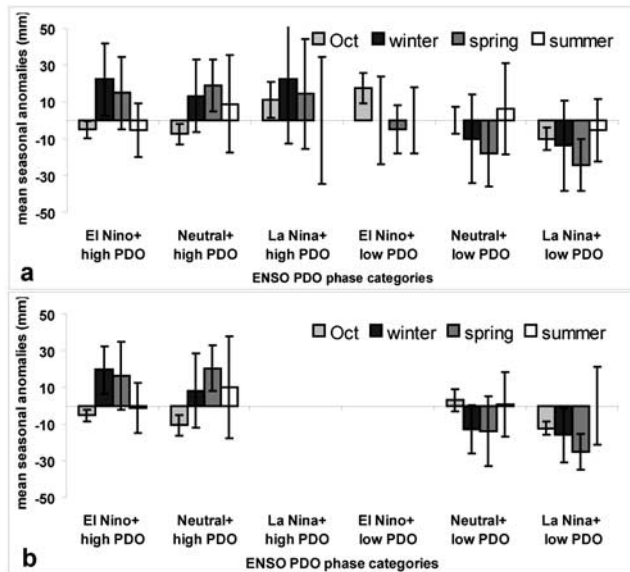 mean seasonal anomalies (mm)
50
30
10
-10
-30
-50
Oct winter spring summer
El Nino+ Neutral+ La Nina+ El Nino+ Neutral+ La Nina+
high PDO high PDO high PDO low PDO low PDO low PDO
a
ENSO PDO phase categories
mean seasonal anomalies (mm)
50
30
10
-10
-30
-50
Oct winter spring summer
El Nino+ Neutral+ La Nina+ El Nino+ Neutral+ La Nina+
high PDO high PDO high PDO low PDO low PDO low PDO
b
ENSO PDO phase categories